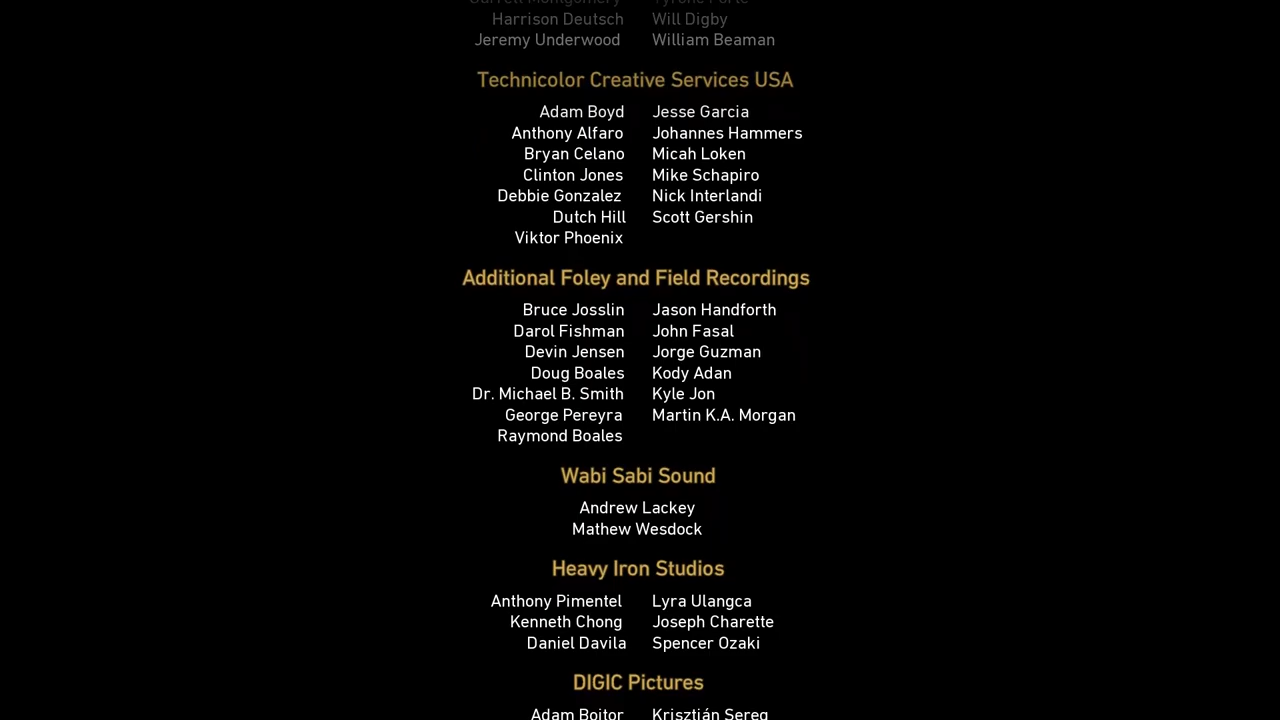 Garrell Montgomery Tyrone Porte
Harrison Deutsch Will Digby
Jeremy Underwood William Beaman
Technicolor Creative Services USA
Adam Boyd Jesse Garcia
Anthony Alfaro Johannes Hammers
Bryan Celano Micah Loken
Clinton Jones Mike Schapiro
Debbie Gonzalez Nick Interlandi
Dutch Hill Scott Gershin
Viktor Phoenix
Additional Foley and Field Recordings
Bruce Josslin Jason Handforth
Darol Fishman John Fasal
Devin Jensen Jorge Guzman
Doug Boales Kody Adan
Dr. Michael B. Smith Kyle Jon
George Pereyra Martin K.A. Morgan
Raymond Boales
Wabi Sabi Sound
Andrew Lackey
Mathew Wesdock
Heavy Iron Studios
Anthony Pimentel Lyra Ulangca
Kenneth Chong Joseph Charette
Daniel Davila Spencer Ozaki
DIGIC Pictures
Adam Boitor Krisztián Sereg